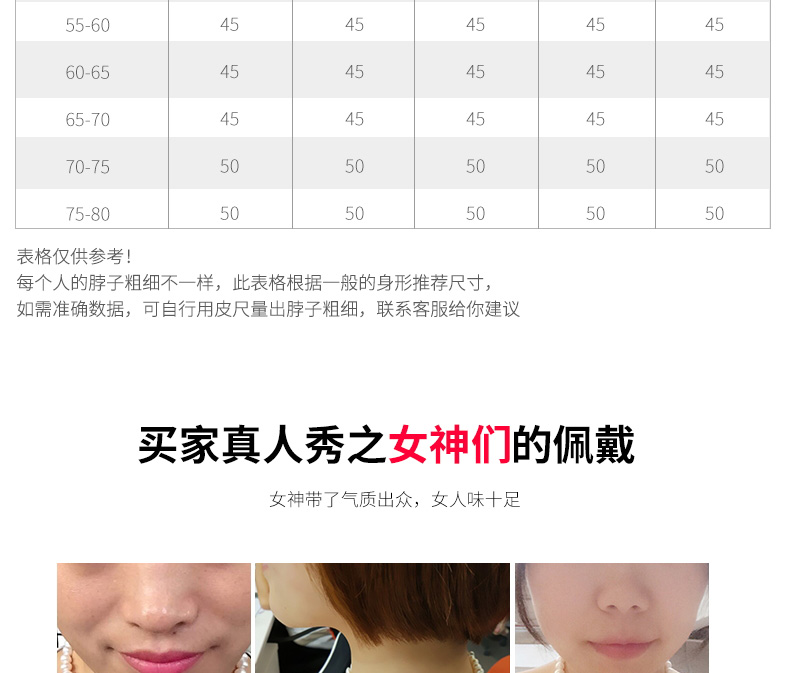 55-60 45 45 45 45 45
60-65 45 45 45 45 45
65-70 45 45 45 45 45
70-75 50 50 50 50 50
75-80 50 50 50 50 50
表格仅供参考！
每个人的脖子粗细不一样，此表格根据一般的身形推荐尺寸，
如需准确数据，可自行用皮尺量出脖子粗细，联系客服给你建议
买家真人秀之女神们的佩戴
女神带了气质出众，女人味十足